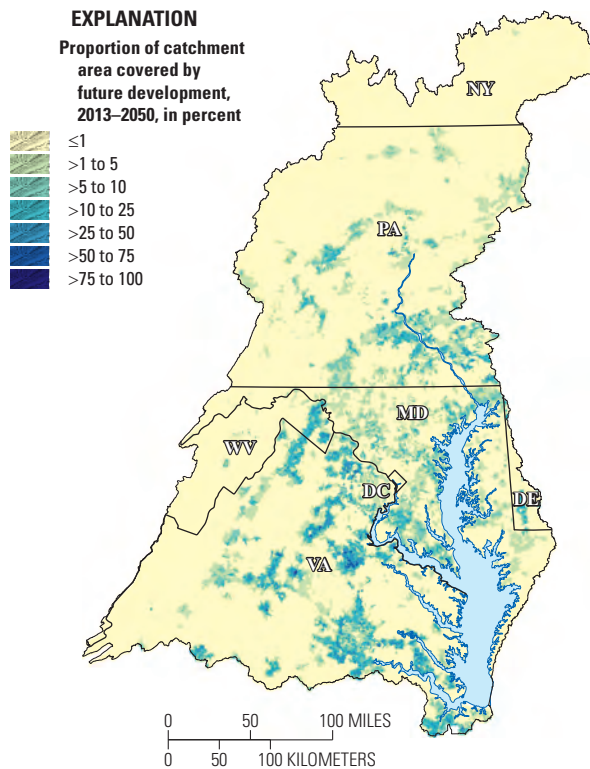 EXPLANATION
Proportion of catchment
area covered by
future development,
2013–2050, in percent
≤1
>1 to 5
>5 to 10
>10 to 25
>25 to 50
>50 to 75
>75 to 100
NY
PA
MD
WV
DC
DE
VA
0 50 100 MILES
0 50 100 KILOMETERS